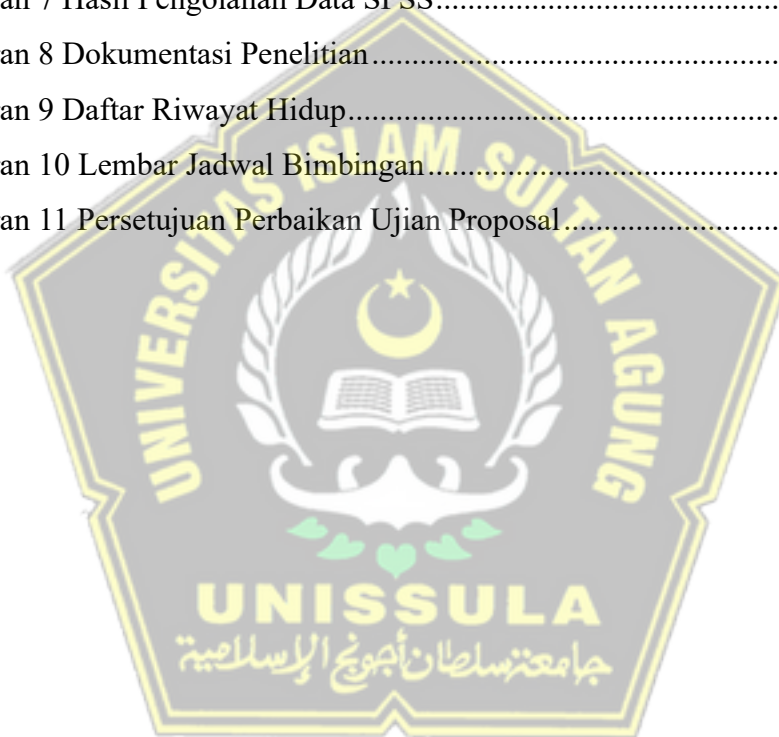 an 7 Hasil Pengolahan Data SPSS
an 8 Dokumentasi Penelitian
an 9 Daftar Riwayat Hidup
an 10 Lembar Jadwal Bimbingan
an 11 Persetujuan Perbaikan Ujian Proposal
UNIVERSITAS ISLAM SULTAN AGUNG
UNISSULA
جامعة سلطان أجونج الإسلامية